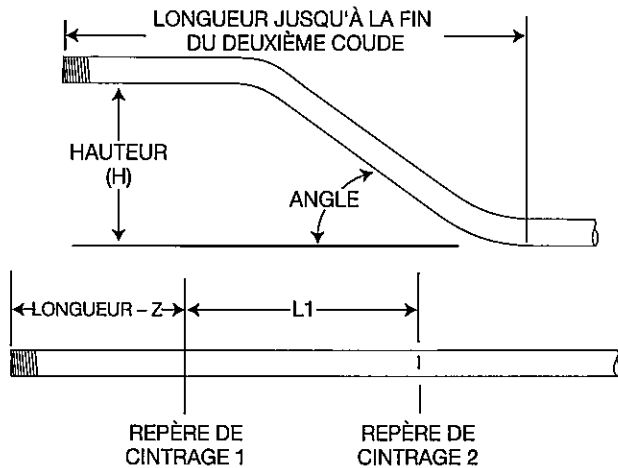 LONGUEUR JUSQU'À LA FIN
DU DEUXIÈME COUDE
HAUTEUR
(H)
ANGLE
LONGUEUR – Z
L1
REPÈRE DE
CINTRAGE 1
REPÈRE DE
CINTRAGE 2